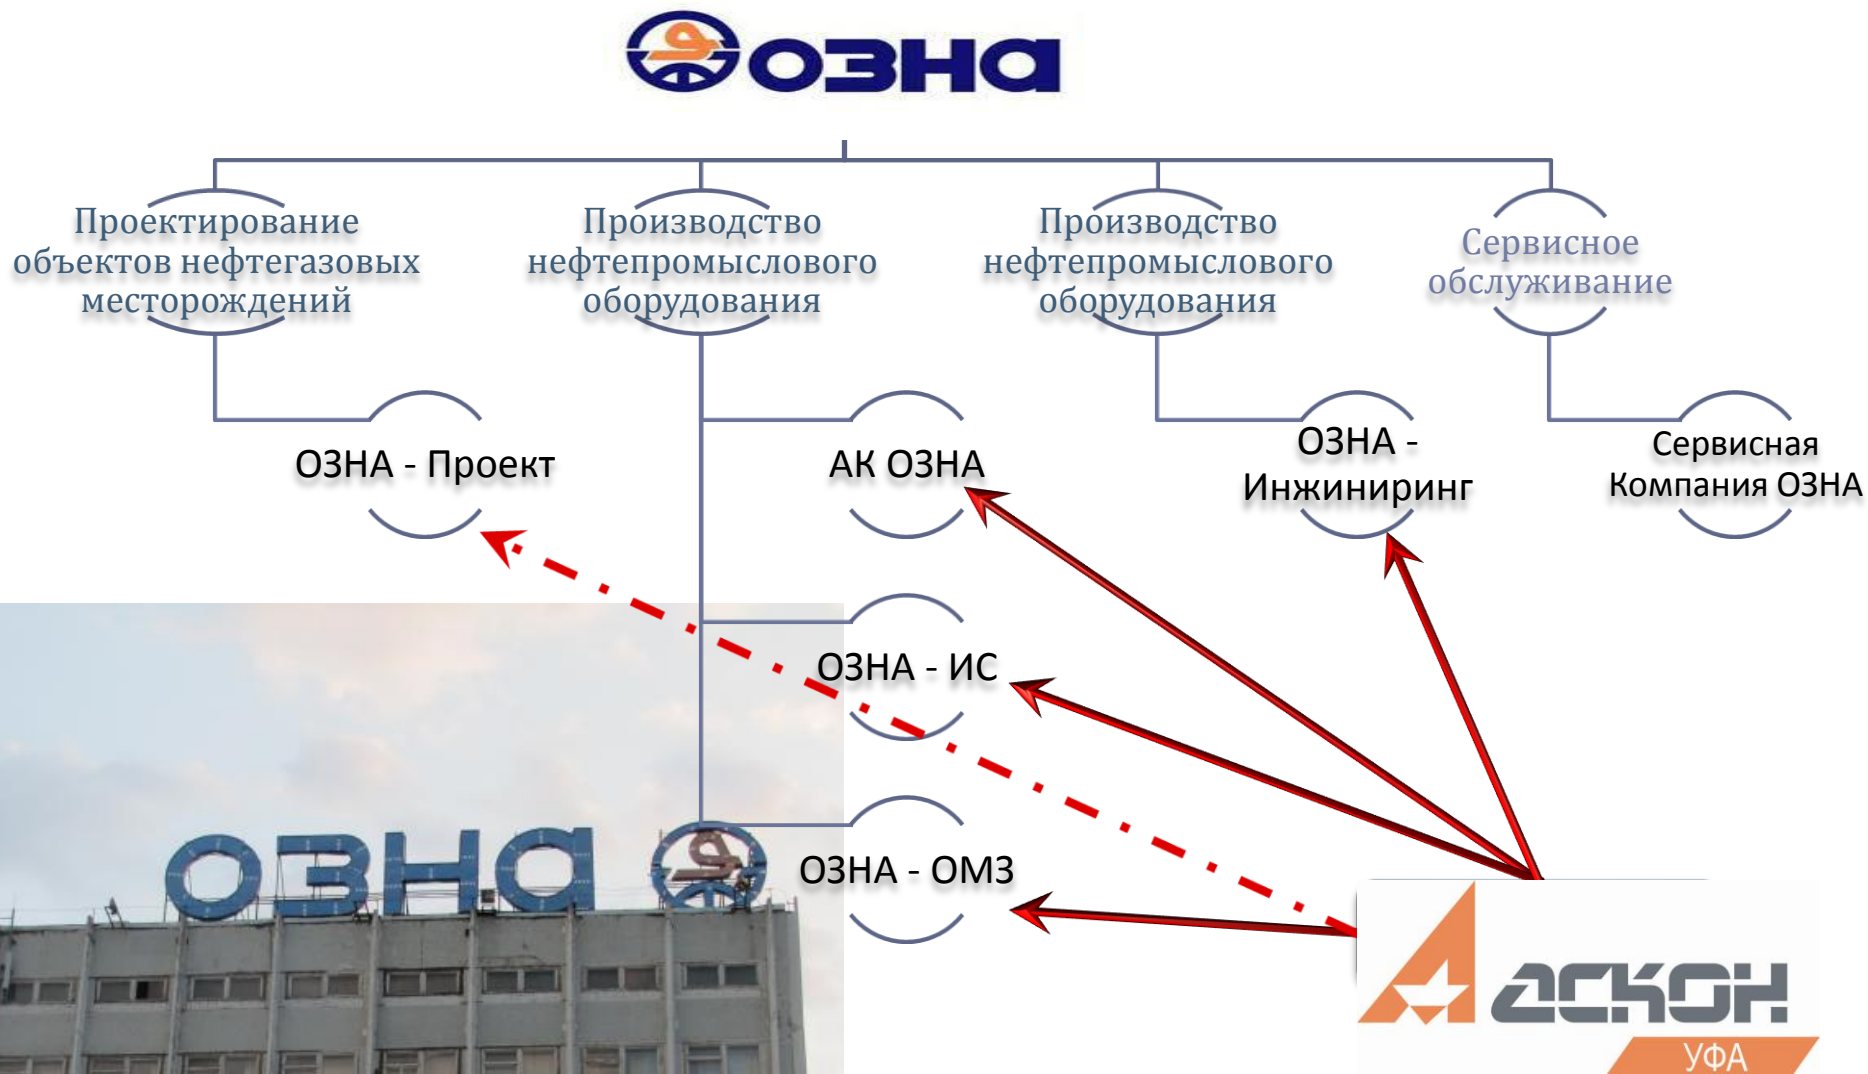 ОЗНА
Проектирование
объектов нефтегазовых
месторождений
Производство
нефтепромыслового
оборудования
Производство
нефтепромыслового
оборудования
Сервисное
обслуживание
ОЗНА - Проект
АК ОЗНА
ОЗНА -
Инжиниринг
Сервисная
Компания ОЗНА
ОЗНА - ИС
ОЗНА - ОМЗ
ОЗНА
АСКОН
УФА